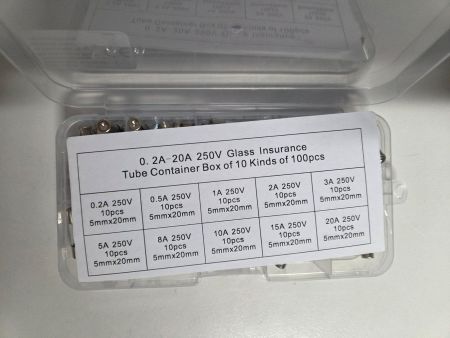 0. 2A-20A 250V Glass Insurance
Tube Container Box of 10 Kinds of 100pcs
0.2A 250V
10pcs
5mmx20mm
0.5A 250V
10pcs
5mmx20mm
1A 250V
10pcs
5mmx20mm
2A 250V
10pcs
5mmx20mm
3A 250V
10pcs
5mmx20mm
5A 250V
10pcs
5mmx20mm
8A 250V
10pcs
5mmx20mm
10A 250V
10pcs
5mmx20mm
15A 250V
10pcs
5mmx20mm
20A 250V
10pcs
5mmx20mm